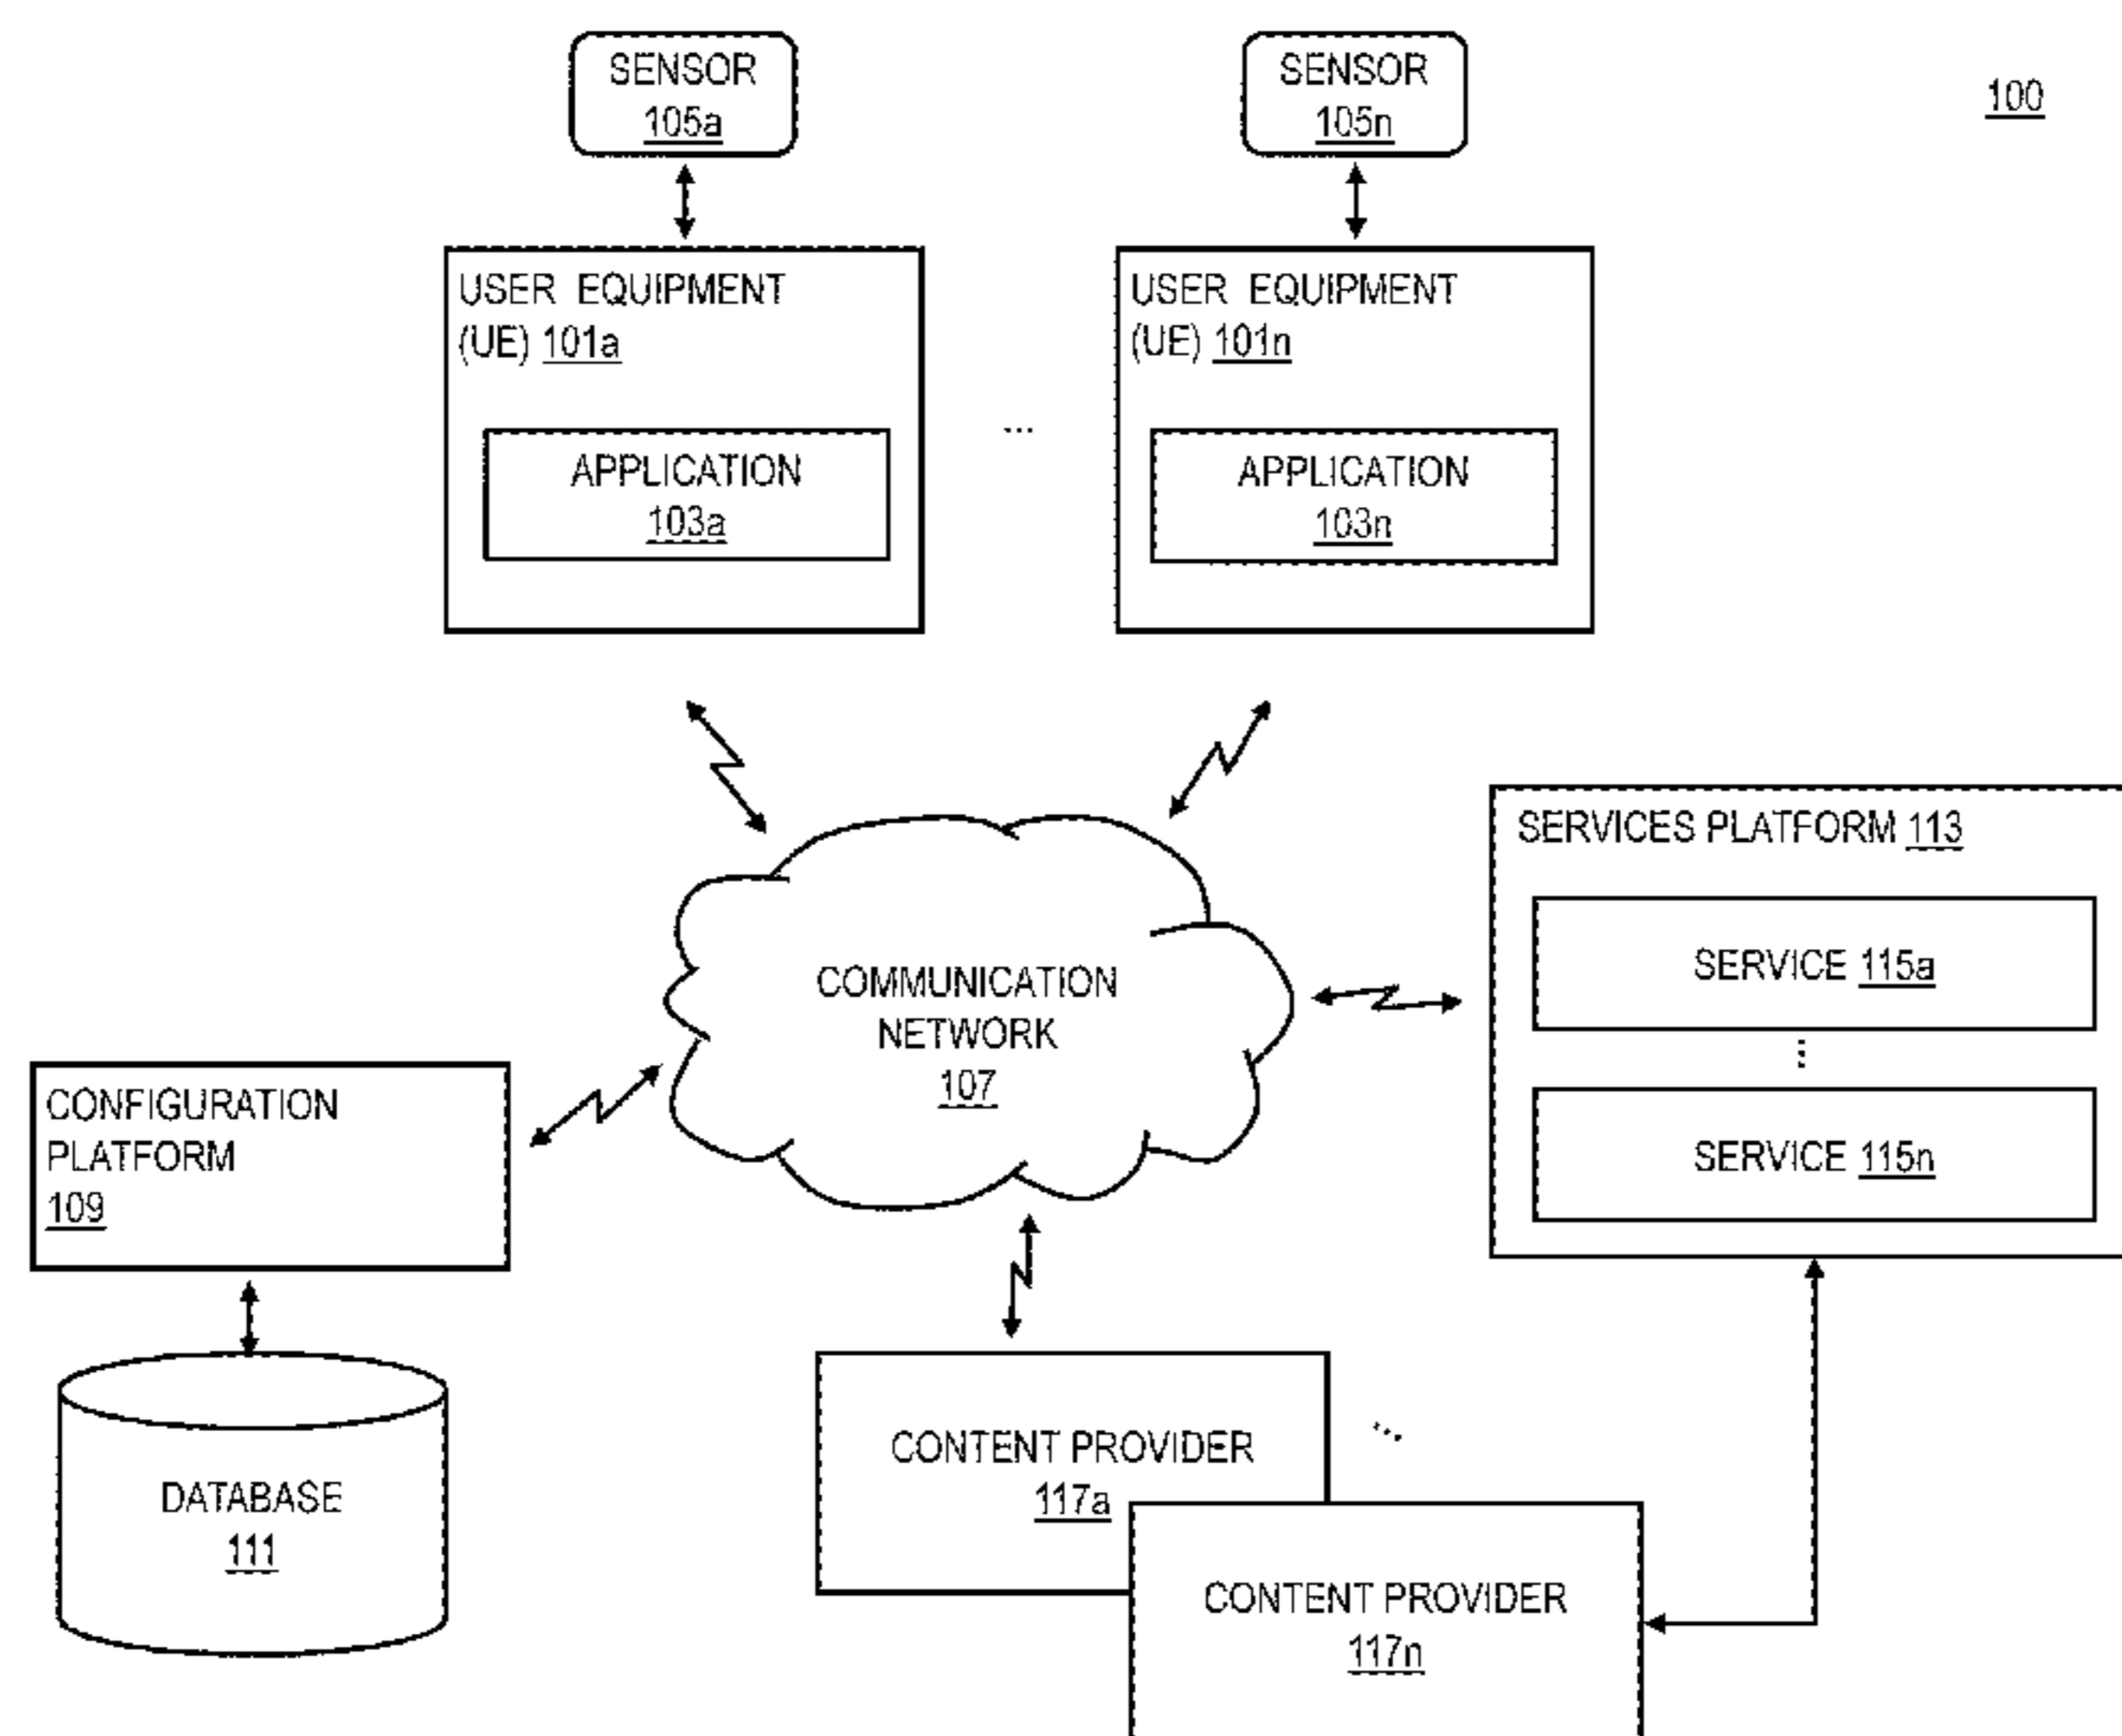 SENSOR
105a
SENSOR
105n
100
USER EQUIPMENT
(UE) 101a
APPLICATION
103a
...
USER EQUIPMENT
(UE) 101n
APPLICATION
103n
COMMUNICATION
NETWORK
107
SERVICES PLATFORM 113
SERVICE 115a
...
SERVICE 115n
CONFIGURATION
PLATFORM
109
DATABASE
111
CONTENT PROVIDER
117a
...
CONTENT PROVIDER
117n